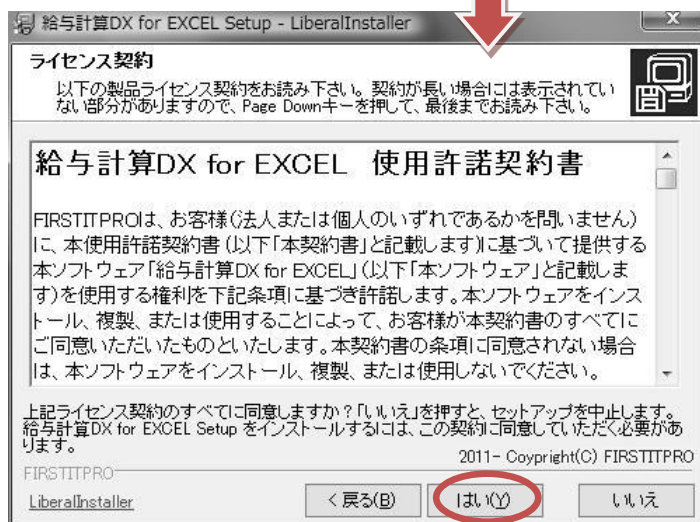 給与計算DX for EXCEL Setup - LiberalInstaller
ライセンス契約
以下の製品ライセンス契約をお読み下さい。契約が長い場合には表示されてい
ない部分がありますので、Page Downキーを押して、最後までお読み下さい。
給与計算DX for EXCEL 使用許諾契約書
FIRSTITPROは、お客様(法人または個人のいずれであるかを問いません)
に、本使用許諾契約書(以下「本契約書」と記載します)に基づいて提供する
本ソフトウェア「給与計算DX for EXCEL」(以下「本ソフトウェア」と記載しま
す)を使用する権利を下記条項に基づき許諾します。本ソフトウェアをインス
トール、複製、または使用することによって、お客様が本契約書のすべてに
ご同意いただいたものといたします。本契約書の条項に同意されない場合
は、本ソフトウェアをインストール、複製、または使用しないでください。
上記ライセンス契約のすべてに同意しますか?「いいえ」を押すと、セットアップを中止します。
給与計算DX for EXCEL Setup をインストールするには、この契約に同意していただく必要があ
ります。
2011- Coypright(C) FIRSTITPRO
FIRSTITPRO
LiberalInstaller
< 戻る(B)
はい(Y)
いいえ